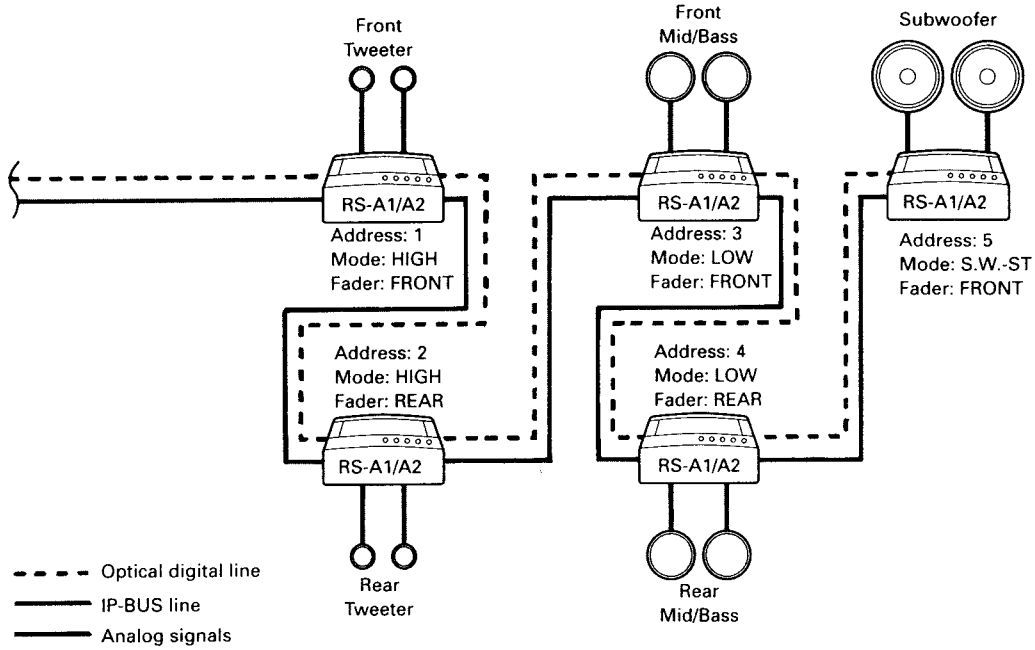 Front
Tweeter
RS-A1/A2
Address: 1
Mode: HIGH
Fader: FRONT
Address: 2
Mode: HIGH
Fader: REAR
RS-A1/A2
Rear
Tweeter
Front
Mid/Bass
RS-A1/A2
Address: 3
Mode: LOW
Fader: FRONT
Address: 4
Mode: LOW
Fader: REAR
RS-A1/A2
Rear
Mid/Bass
Subwoofer
RS-A1/A2
Address: 5
Mode: S.W.-ST
Fader: FRONT
Optical digital line
IP-BUS line
Analog signals